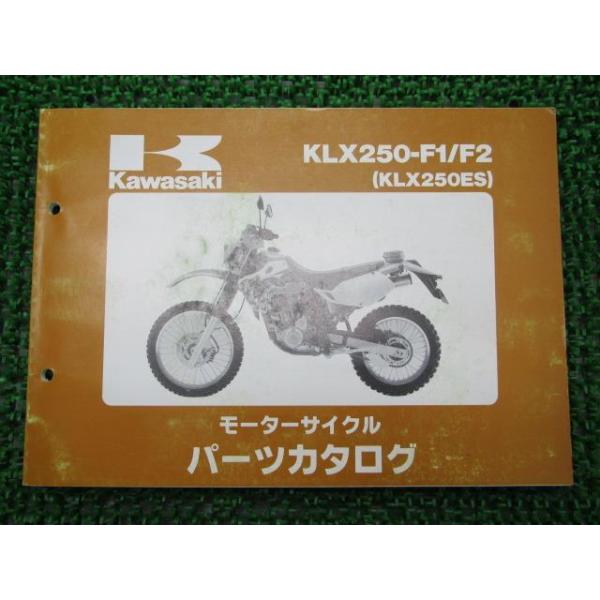 Kawasaki
KLX250-F1/F2
(KLX250ES)
モーターサイクル
パーツカタログ